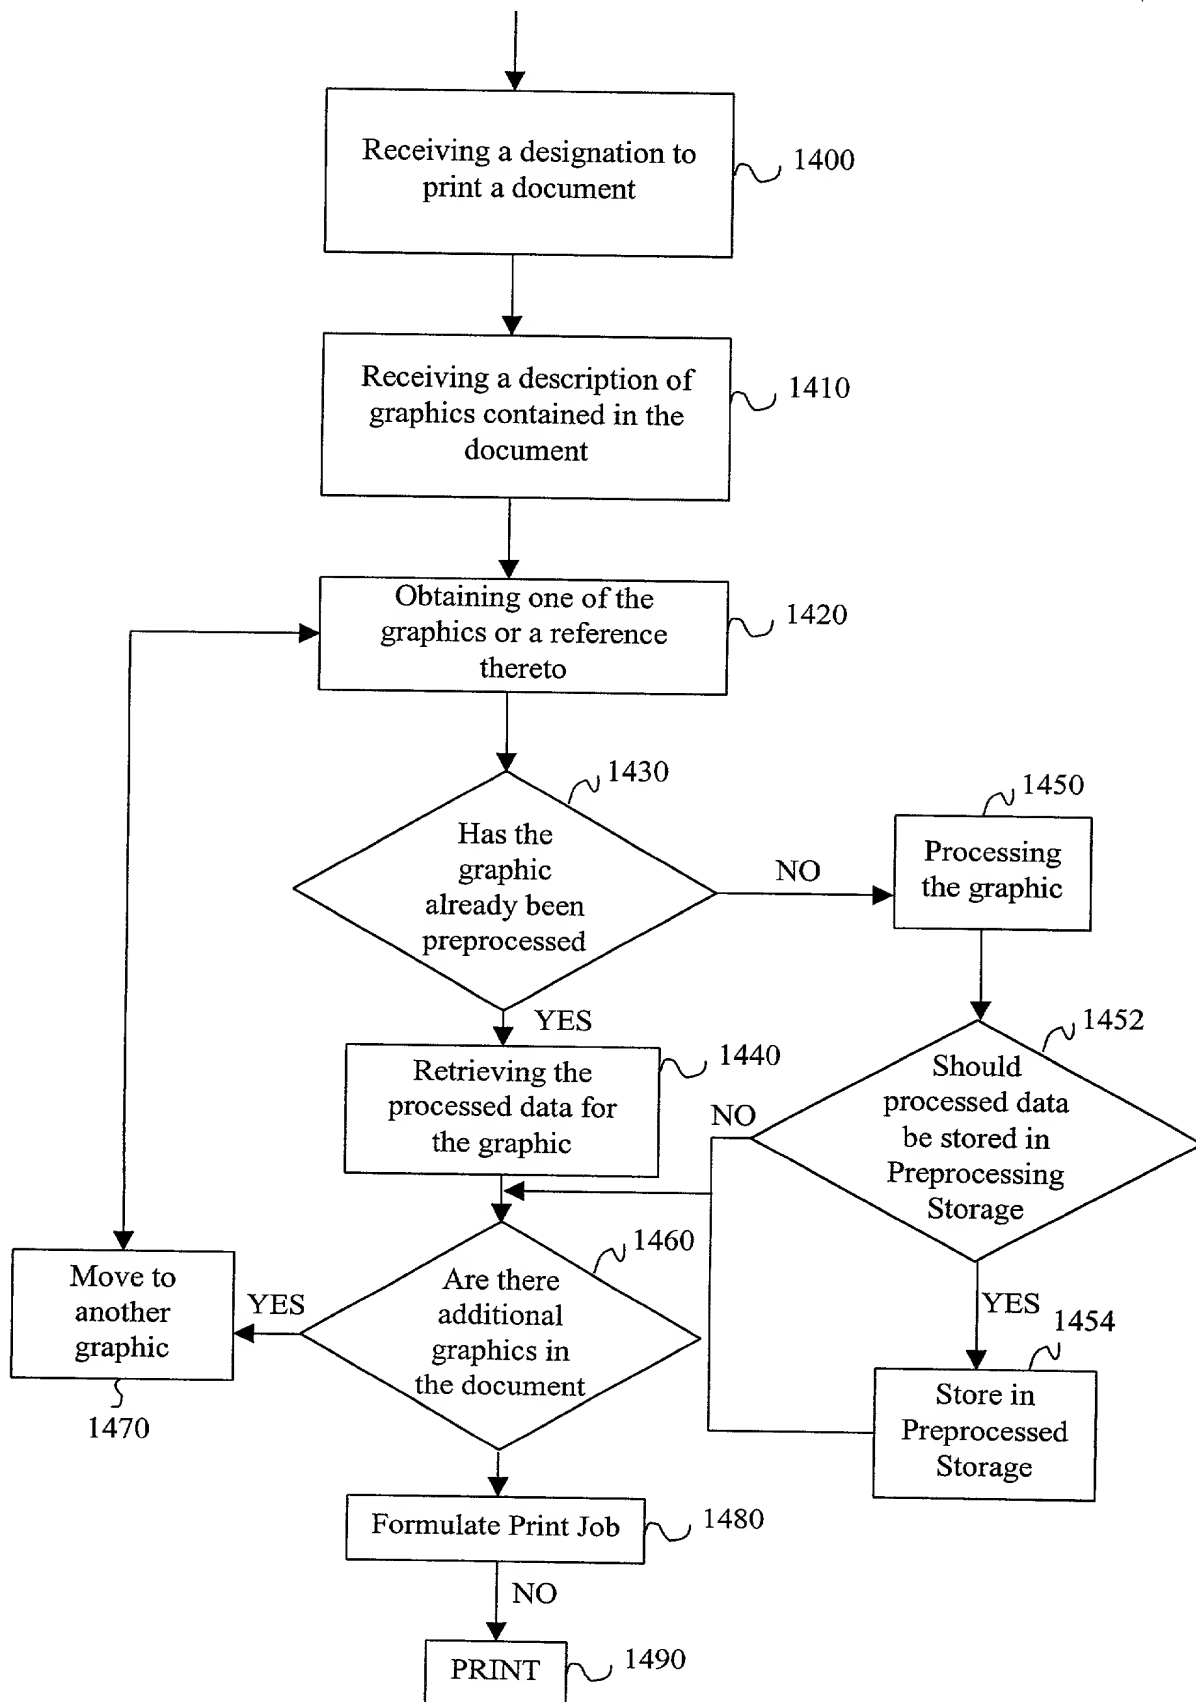 Receiving a designation to
print a document
1400
Receiving a description of
graphics contained in the
document
1410
Obtaining one of the
graphics or a reference
thereto
1420
1430
Has the
graphic
already been
preprocessed
NO
1450
Processing
the graphic
YES
1440
Retrieving the
processed data for
the graphic
1452
Should
processed data
be stored in
Preprocessing
Storage
NO
YES
1454
Store in
Preprocessed
Storage
1460
Are there
additional
graphics in
the document
YES
Move to
another
graphic
1470
Formulate Print Job
1480
NO
PRINT
1490